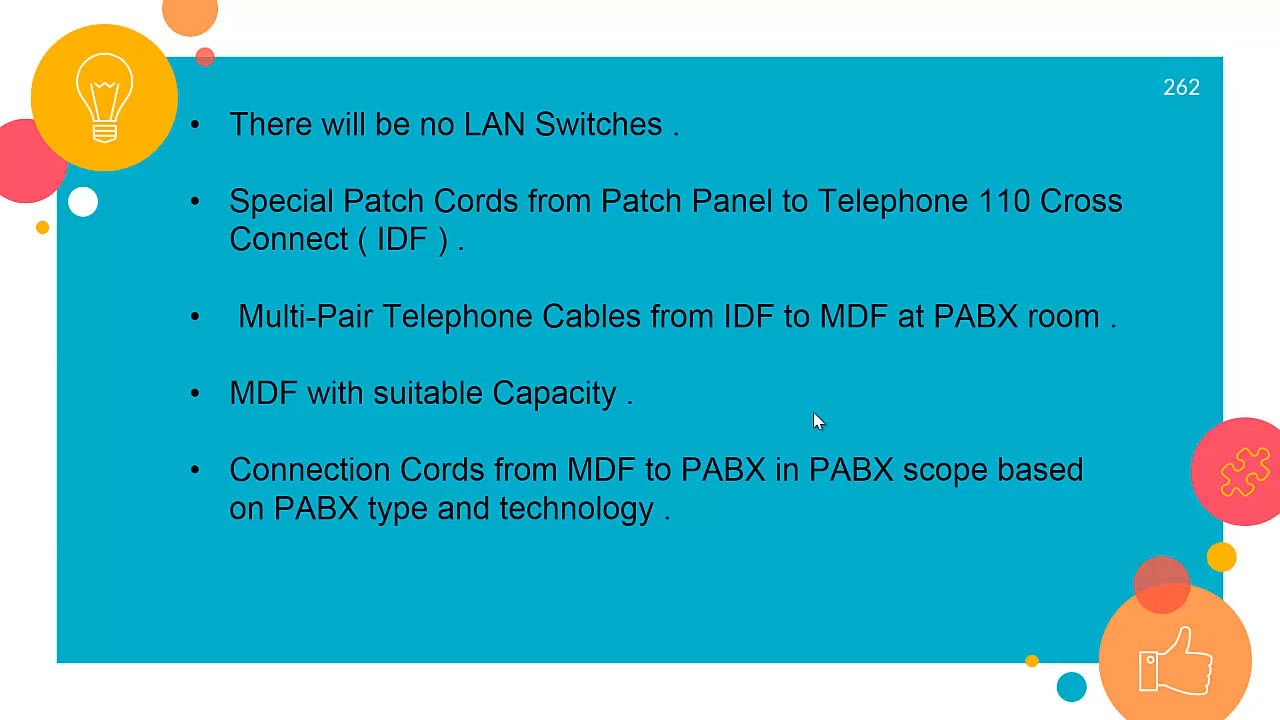 262
• There will be no LAN Switches .
• Special Patch Cords from Patch Panel to Telephone 110 Cross
Connect ( IDF ) .
• Multi-Pair Telephone Cables from IDF to MDF at PABX room .
• MDF with suitable Capacity .
• Connection Cords from MDF to PABX in PABX scope based
on PABX type and technology .